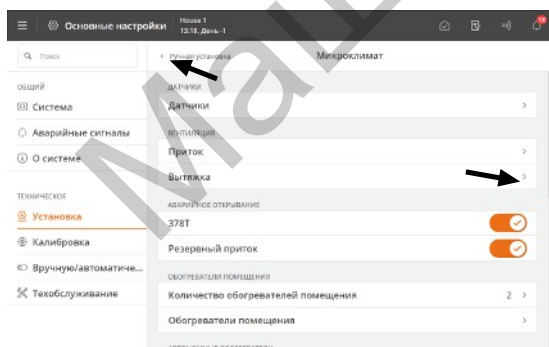 Основные настройки
House 1
13:18, День -1
Поиск
Ручная установка
Микроклимат
ОБЩИЙ
Система
Аварийные сигналы
О системе
ТЕХНИЧЕСКОЕ
Установка
Калибровка
Вручную/автоматиче...
Техобслуживание
ДАТЧИКИ
Датчики
ВЕНТИЛЯЦИЯ
Приток
Вытяжка
АВАРИЙНОЕ ОТКРЫВАНИЕ
378T
Резервный приток
ОБОГРЕВАТЕЛИ ПОМЕЩЕНИЯ
Количество обогревателей помещения 2
Обогреватели помещения